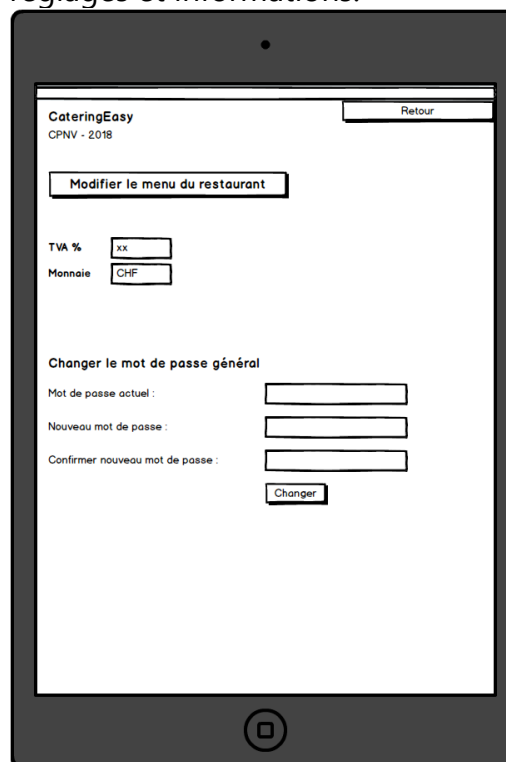 réglages et informations.
Retour
CateringEasy
CPNV - 2018
Modifier le menu du restaurant
TVA % xx
Monnaie CHF
Changer le mot de passe général
Mot de passe actuel :
Nouveau mot de passe :
Confirmer nouveau mot de passe :
Changer